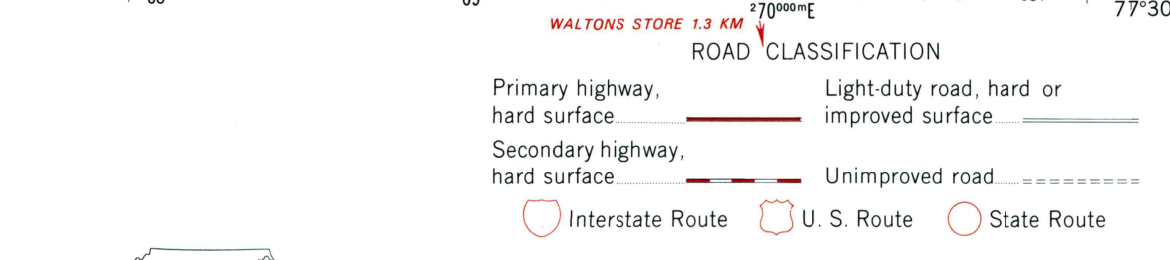 ²70⁰⁰⁰ᵐE
77°30
WALTONS STORE 1.3 KM
ROAD CLASSIFICATION
Primary highway,
hard surface
Light-duty road, hard or
improved surface
Secondary highway,
hard surface
Unimproved road
Interstate Route
U. S. Route
State Route